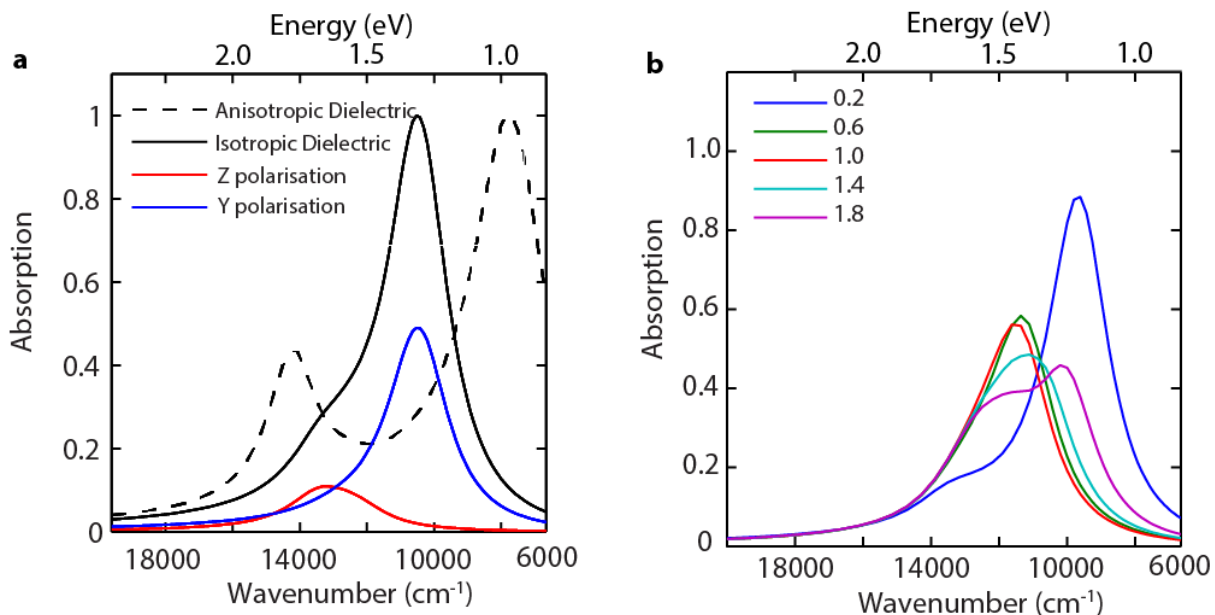 Energy (eV)
2.0 1.5 1.0
a
Anisotropic Dielectric
Isotropic Dielectric
Z polarisation
Y polarisation
1
0.8
0.6
0.4
0.2
0
Absorption
18000 14000 10000 6000
Wavenumber (cm⁻¹)
Energy (eV)
2.0 1.5 1.0
b
0.2
0.6
1.0
1.4
1.8
1.0
0.8
0.6
0.4
0.2
0
Absorption
18000 14000 10000 6000
Wavenumber (cm⁻¹)